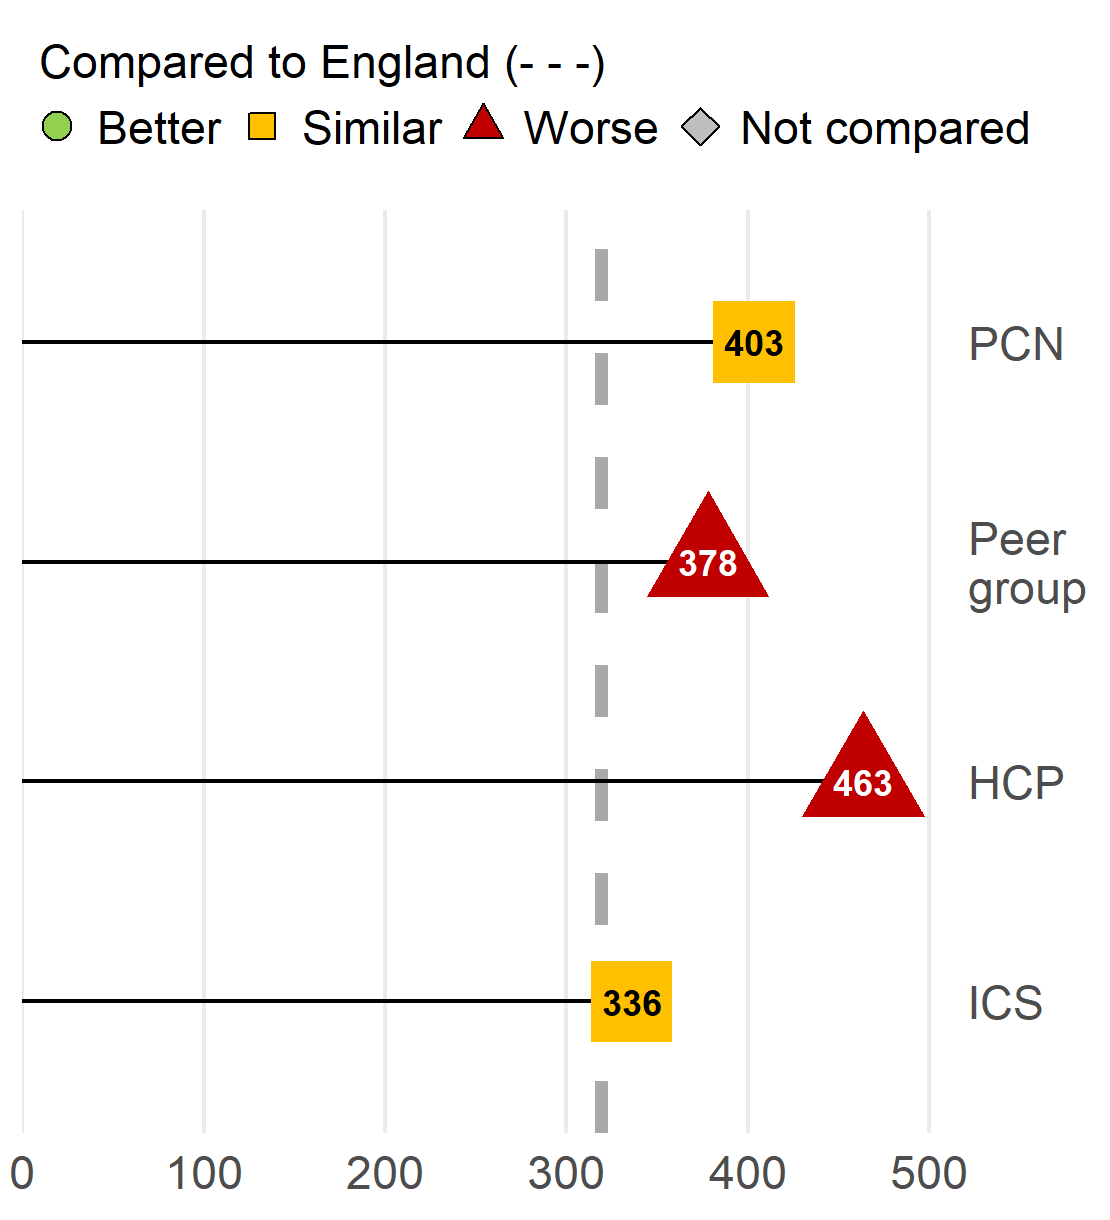 Compared to England (- - -)
Better Similar Worse Not compared
403 PCN
Peer
378
group
463 HCP
336 ICS
0 100 200 300 400 500